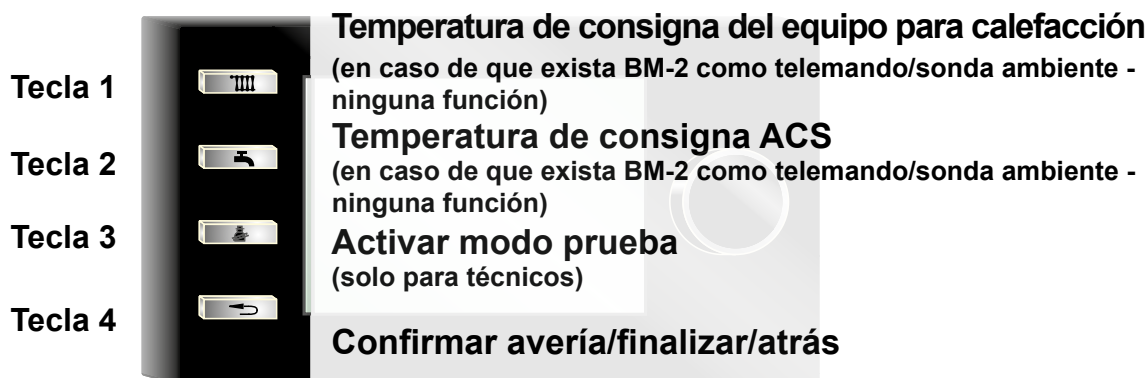 Temperatura de consigna del equipo para calefacción
Tecla 1
(en caso de que exista BM-2 como telemando/sonda ambiente -
ninguna función)
Temperatura de consigna ACS
Tecla 2
(en caso de que exista BM-2 como telemando/sonda ambiente -
ninguna función)
Tecla 3
Activar modo prueba
(solo para técnicos)
Tecla 4
Confirmar avería/finalizar/atrás